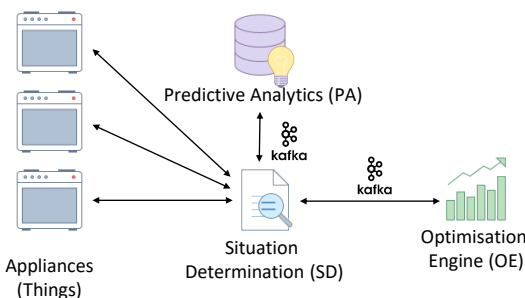 Predictive Analytics (PA)
kafka
kafka
Situation
Determination (SD)
Optimisation
Engine (OE)
Appliances
(Things)